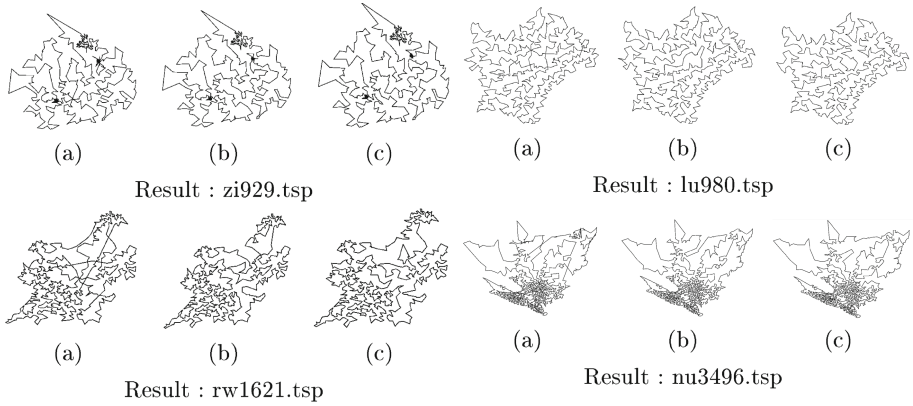 (a) (b) (c)
Result : zi929.tsp
(a) (b) (c)
Result : lu980.tsp
(a) (b) (c)
Result : rw1621.tsp
(a) (b) (c)
Result : nu3496.tsp